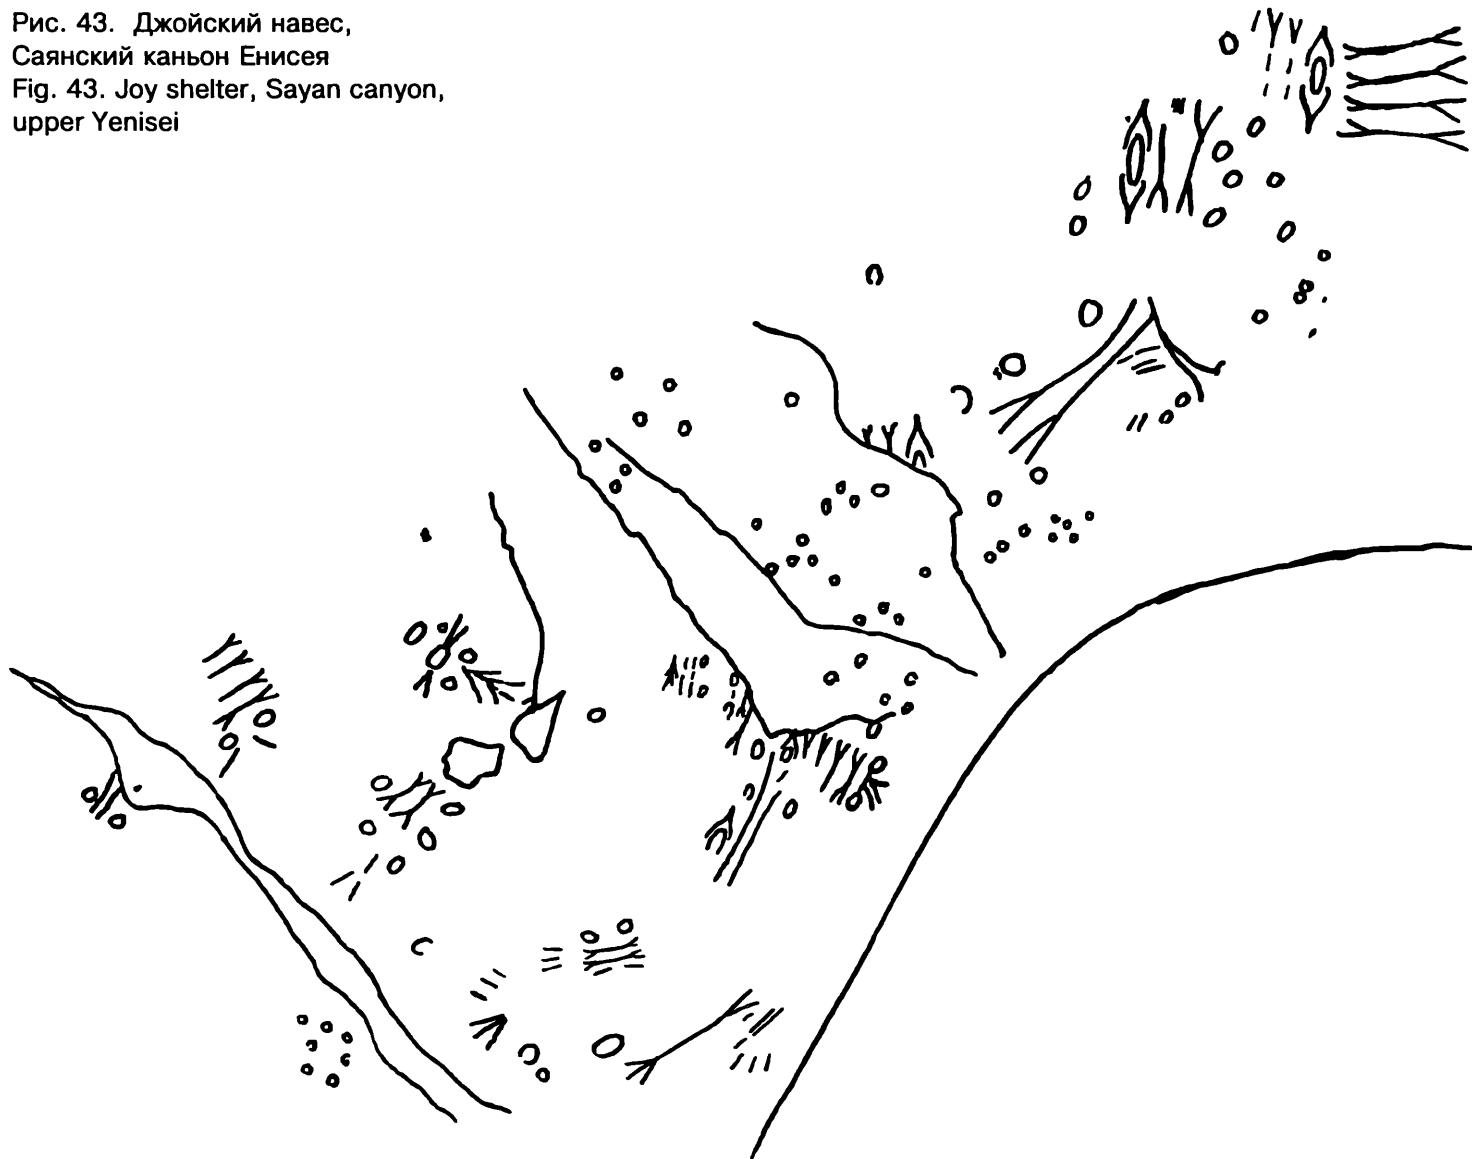 Рис. 43. Джойский навес,
Саянский каньон Енисея
Fig. 43. Joy shelter, Sayan canyon,
upper Yenisei